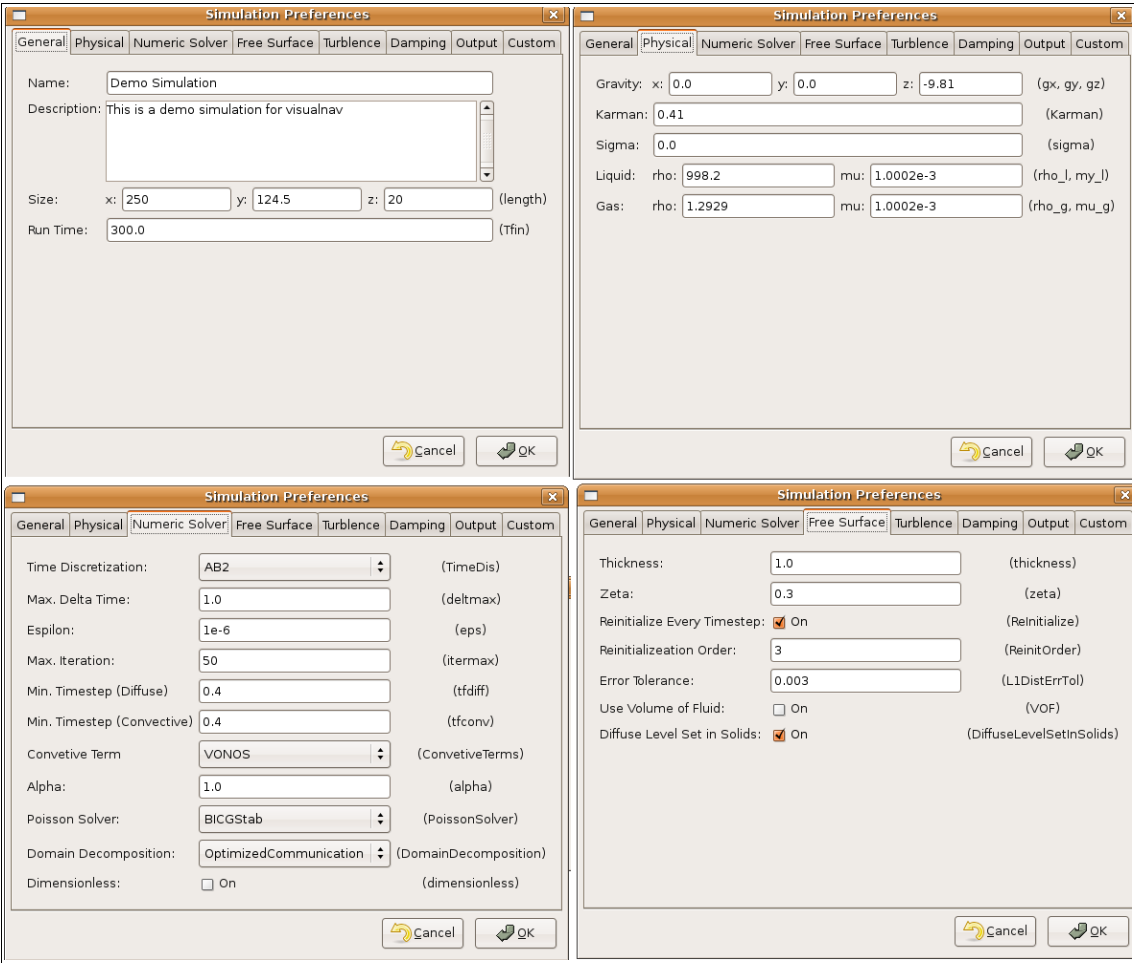 Simulation Preferences
General Physical Numeric Solver Free Surface Turblence Damping Output Custom
Name: Demo Simulation
Description: This is a demo simulation for visualnav
Size: x: 250 y: 124.5 z: 20 (length)
Run Time: 300.0 (Tfin)
Cancel OK
Simulation Preferences
General Physical Numeric Solver Free Surface Turblence Damping Output Custom
Gravity: x: 0.0 y: 0.0 z: -9.81 (gx, gy, gz)
Karman: 0.41 (Karman)
Sigma: 0.0 (sigma)
Liquid: rho: 998.2 mu: 1.0002e-3 (rho_l, my_l)
Gas: rho: 1.2929 mu: 1.0002e-3 (rho_g, mu_g)
Cancel OK
Simulation Preferences
General Physical Numeric Solver Free Surface Turblence Damping Output Custom
Time Discretization: AB2 (TimeDis)
Max. Delta Time: 1.0 (deltmax)
Espilon: 1e-6 (eps)
Max. Iteration: 50 (itermax)
Min. Timestep (Diffuse) 0.4 (tfdiff)
Min. Timestep (Convective) 0.4 (tfconv)
Convetive Term VONOS (ConvetiveTerms)
Alpha: 1.0 (alpha)
Poisson Solver: BICGStab (PoissonSolver)
Domain Decomposition: OptimizedCommunication (DomainDecomposition)
Dimensionless: On (dimensionless)
Cancel OK
Simulation Preferences
General Physical Numeric Solver Free Surface Turblence Damping Output Custom
Thickness: 1.0 (thickness)
Zeta: 0.3 (zeta)
Reinitialize Every Timestep: On (ReInitialize)
Reinitializeation Order: 3 (ReinitOrder)
Error Tolerance: 0.003 (L1DistErrTol)
Use Volume of Fluid: On (VOF)
Diffuse Level Set in Solids: On (DiffuseLevelSetInSolids)
Cancel OK